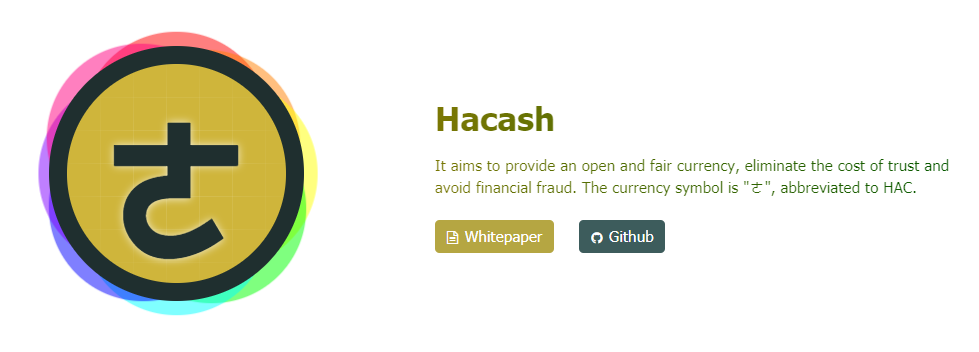 ㄜ
Hacash
It aims to provide an open and fair currency, eliminate the cost of trust and
avoid financial fraud. The currency symbol is "ㄜ", abbreviated to HAC.
Whitepaper
Github